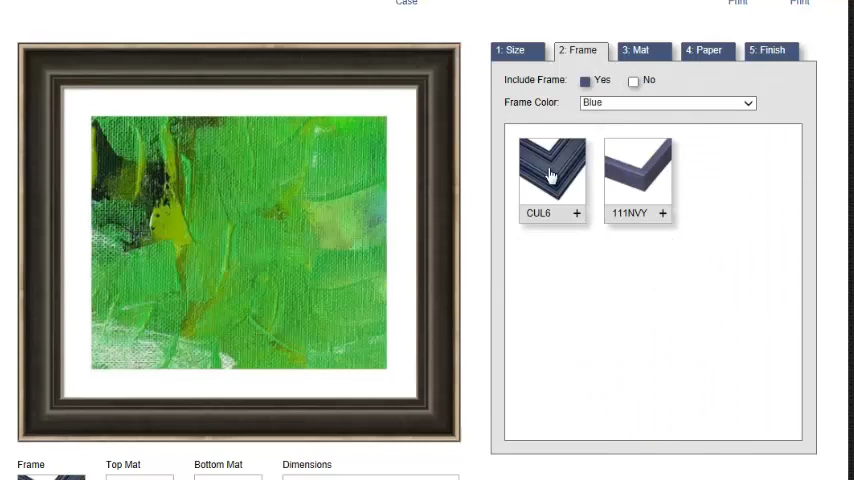 Case
Print
Print
1: Size
2: Frame
3: Mat
4: Paper
5: Finish
Include Frame:
Yes
No
Frame Color:
Blue
CUL6 +
111NVY +
Frame
Top Mat
Bottom Mat
Dimensions